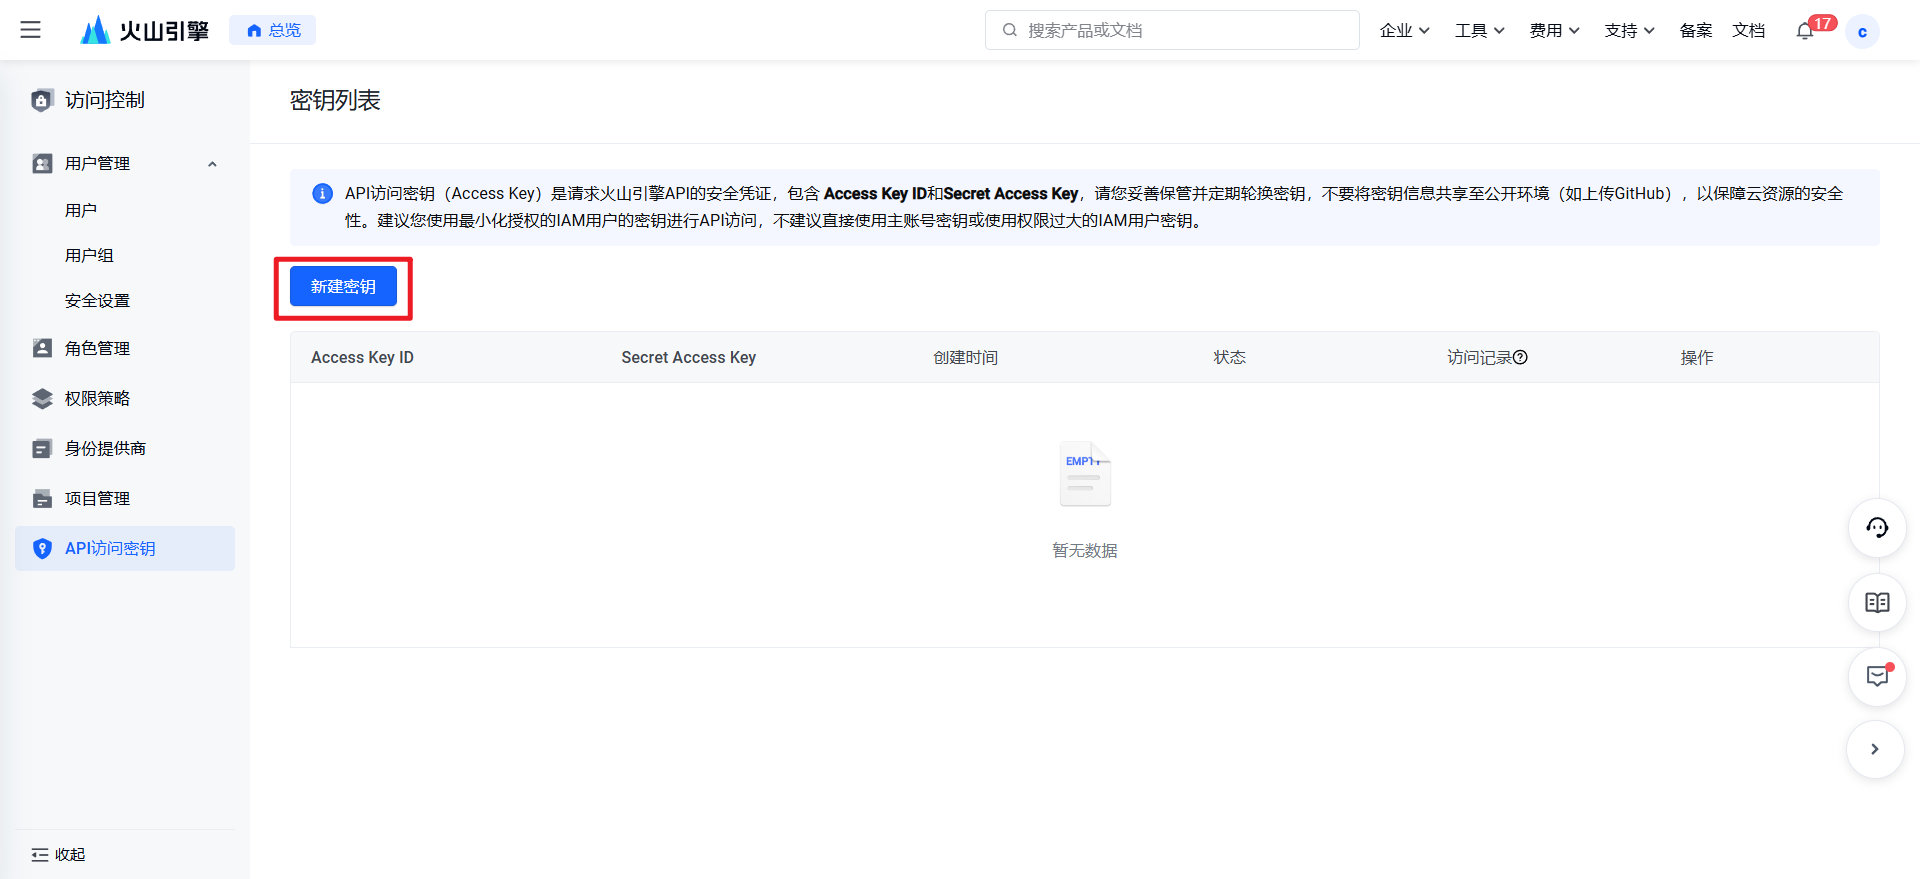 火山引擎
总览
搜索产品或文档
企业
工具
费用
支持
备案
文档
17
c
访问控制
用户管理
用户
用户组
安全设置
角色管理
权限策略
身份提供商
项目管理
API访问密钥
收起
密钥列表
API访问密钥（Access Key）是请求火山引擎API的安全凭证，包含 Access Key ID和Secret Access Key，请您妥善保管并定期轮换密钥，不要将密钥信息共享至公开环境（如上传GitHub），以保障云资源的安全
性。建议您使用最小化授权的IAM用户的密钥进行API访问，不建议直接使用主账号密钥或使用权限过大的IAM用户密钥。
新建密钥
Access Key ID
Secret Access Key
创建时间
状态
访问记录
操作
EMPTY
暂无数据